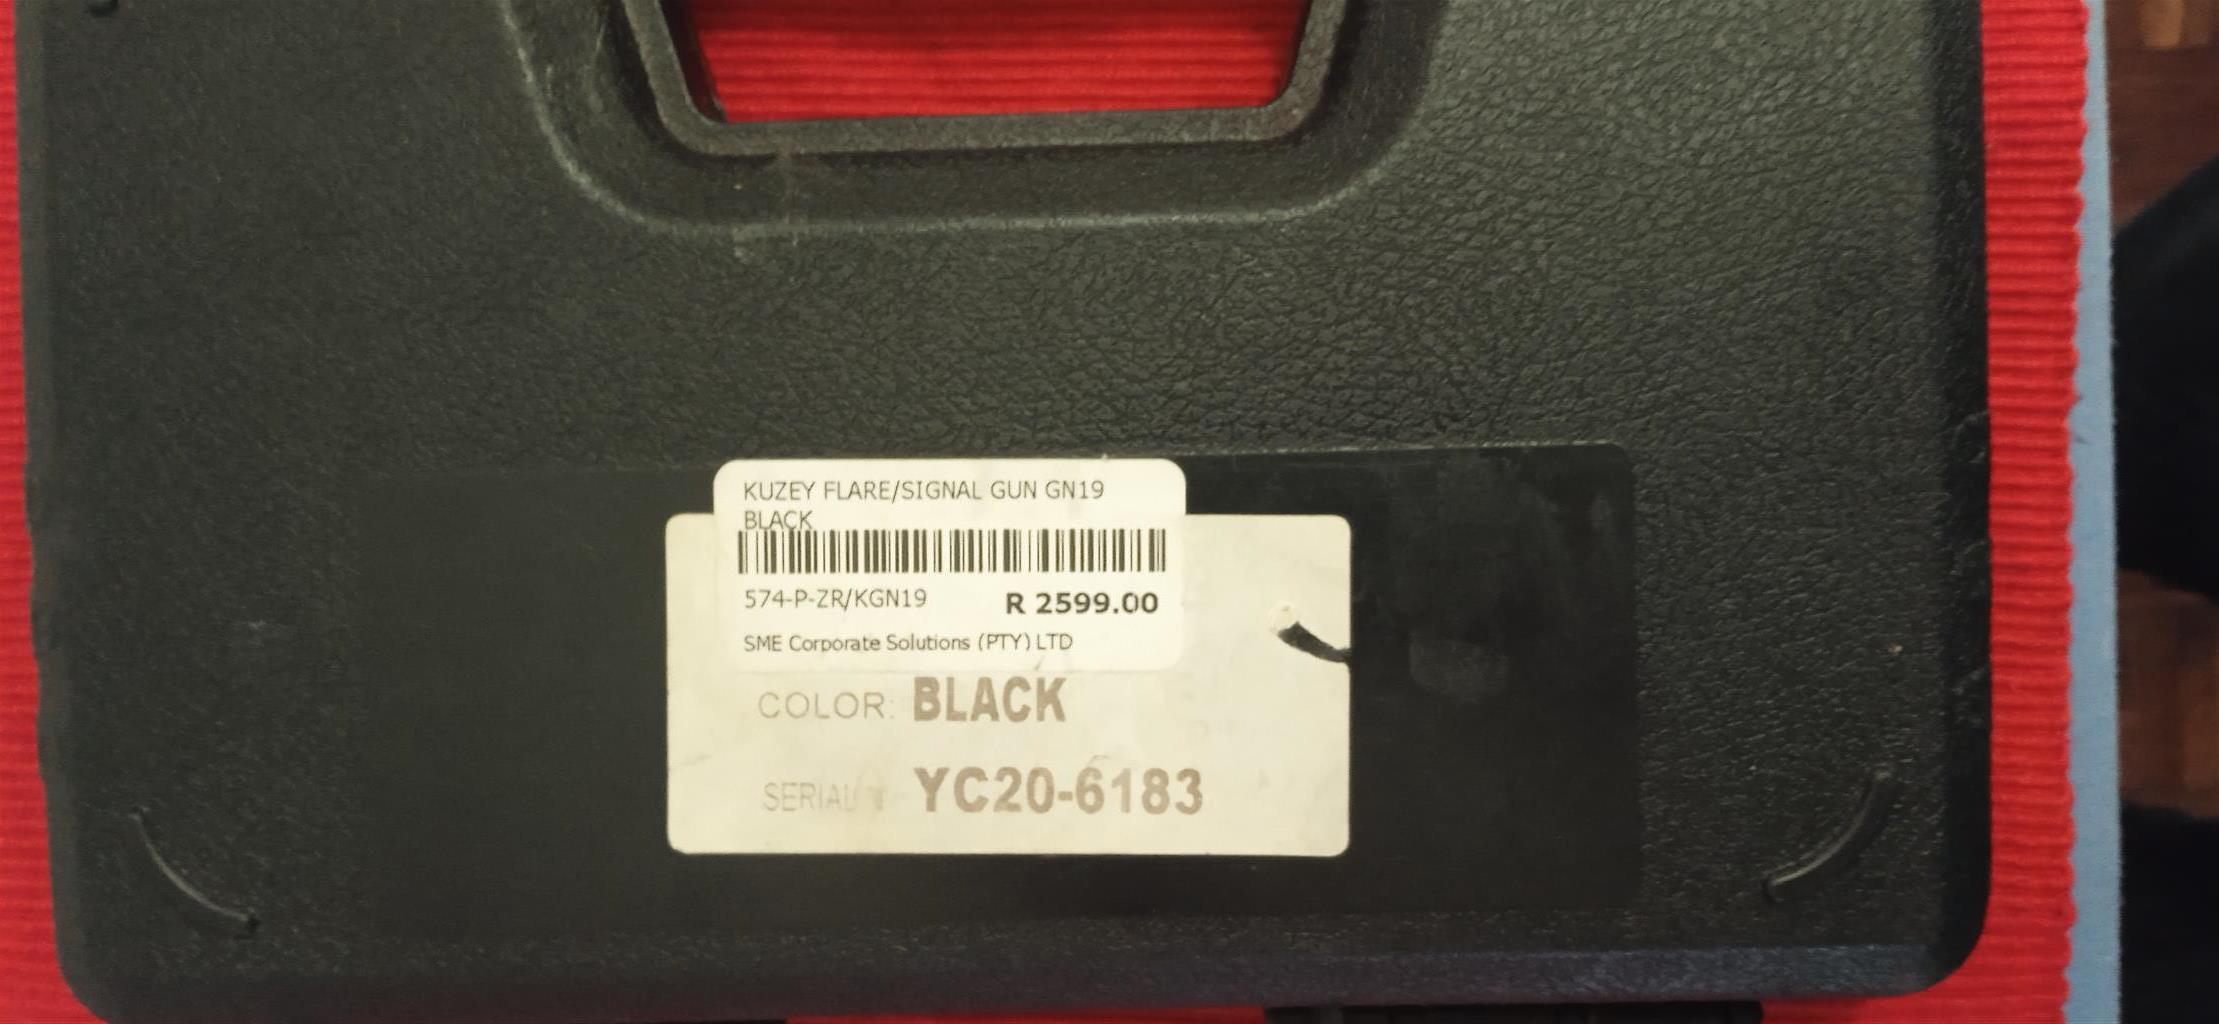 KUZEY FLARE/SIGNAL GUN GN19
BLACK
574-P-ZR/KGN19 R 2599.00
SME Corporate Solutions (PTY) LTD
COLOR: BLACK
SERIAL YC20-6183